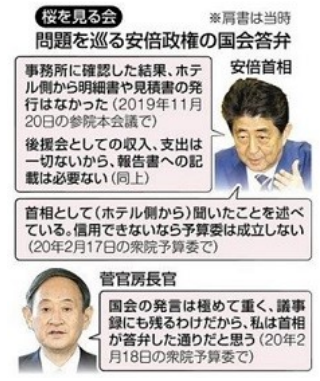 桜を見る会
※肩書は当時
問題を巡る安倍政権の国会答弁
事務所に確認した結果、ホテ
ル側から明細書や見積書の発
行はなかった(2019年11月
20日の参院本会議で)
安倍首相
後援会としての収入、支出は
一切ないから、報告書への記
載は必要ない(同上)
首相として(ホテル側から)聞いたことを述べ
ている。信用できないなら予算委は成立しない
(20年2月17日の衆院予算委で)
菅官房長官
国会の発言は極めて重く、議事
録にも残るわけだから、私は首相
が答弁した通りだと思う(20年2
月18日の衆院予算委で)